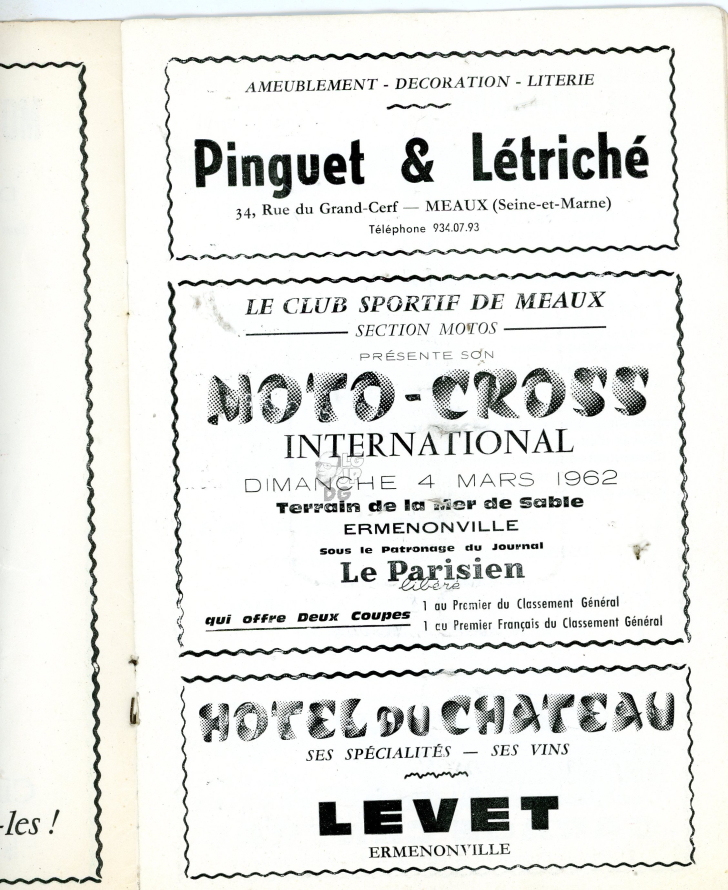 -les !
AMEUBLEMENT - DECORATION - LITERIE
Pinguet & Létriché
34, Rue du Grand-Cerf — MEAUX (Seine-et-Marne)
Téléphone 934.07.93
LE CLUB SPORTIF DE MEAUX
SECTION MOTOS
PRÉSENTE SON
MOTO-CROSS
INTERNATIONAL
DIMANCHE 4 MARS 1962
Terrain de la Mer de Sable
ERMENONVILLE
Sous le Patronage du Journal
Le Parisien
libéré
qui offre Deux Coupes
1 au Premier du Classement Général
1 au Premier Français du Classement Général
HOTEL DU CHATEAU
SES SPÉCIALITÉS — SES VINS
LEVET
ERMENONVILLE